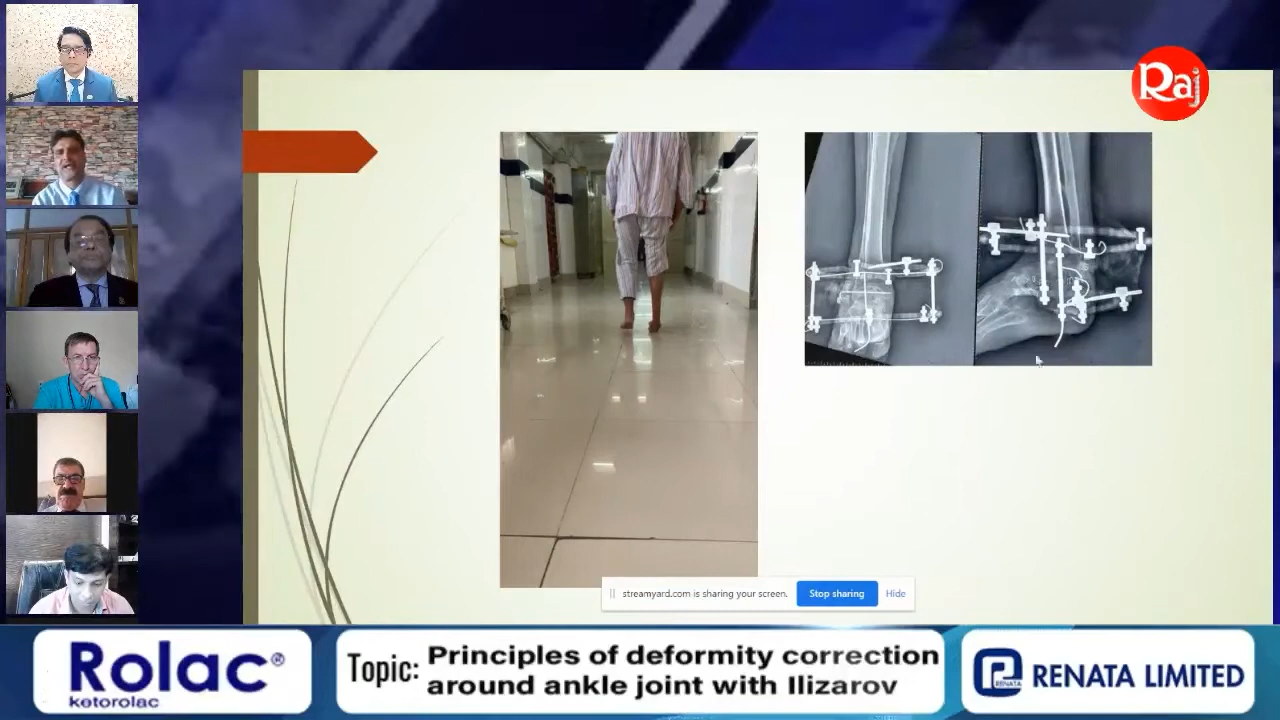 Raj
streamyard.com is sharing your screen.
Stop sharing
Hide
Rolac®
ketorolac
Topic:
Principles of deformity correction
around ankle joint with Ilizarov
RENATA
RENATA LIMITED